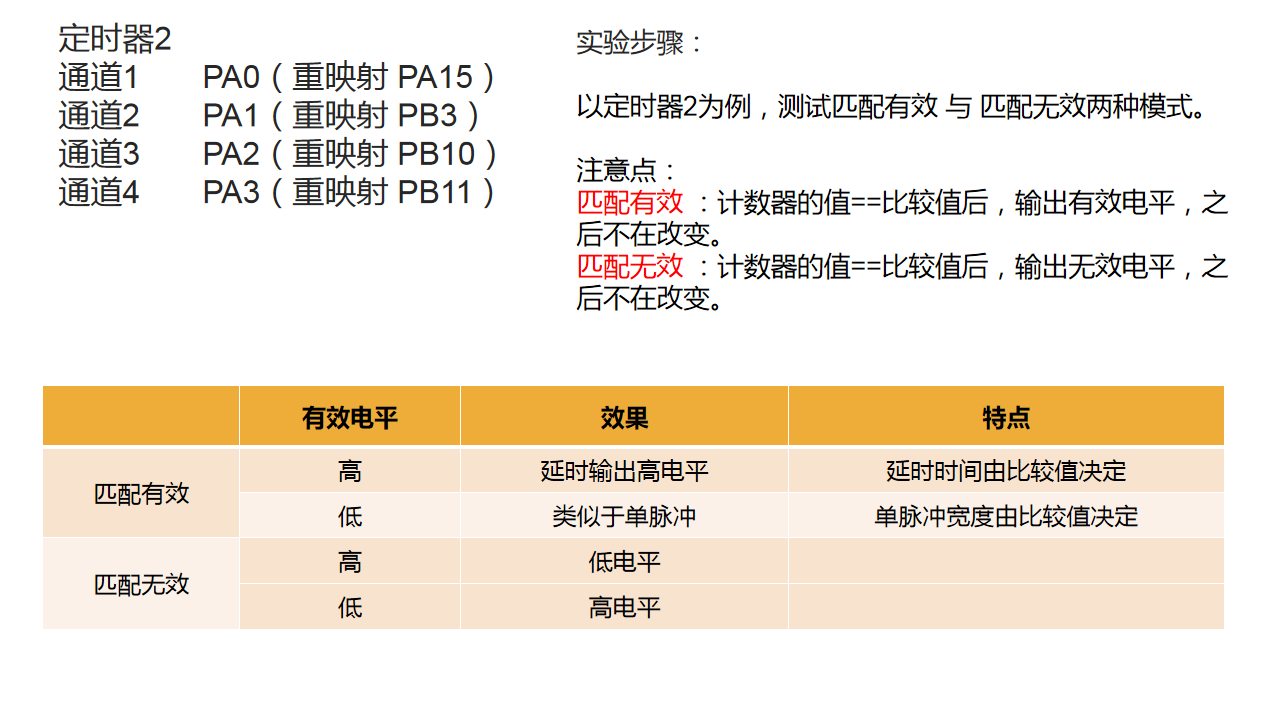 定时器2
通道1 PA0（重映射 PA15）
通道2 PA1（重映射 PB3 ）
通道3 PA2（重映射 PB10 ）
通道4 PA3（重映射 PB11 ）
实验步骤：
以定时器2为例，测试匹配有效 与 匹配无效两种模式。
注意点：
匹配有效 ：计数器的值==比较值后，输出有效电平，之
后不在改变。
匹配无效 ：计数器的值==比较值后，输出无效电平，之
后不在改变。
有效电平 效果 特点
匹配有效
高 延时输出高电平 延时时间由比较值决定
低 类似于单脉冲 单脉冲宽度由比较值决定
匹配无效
高 低电平
低 高电平